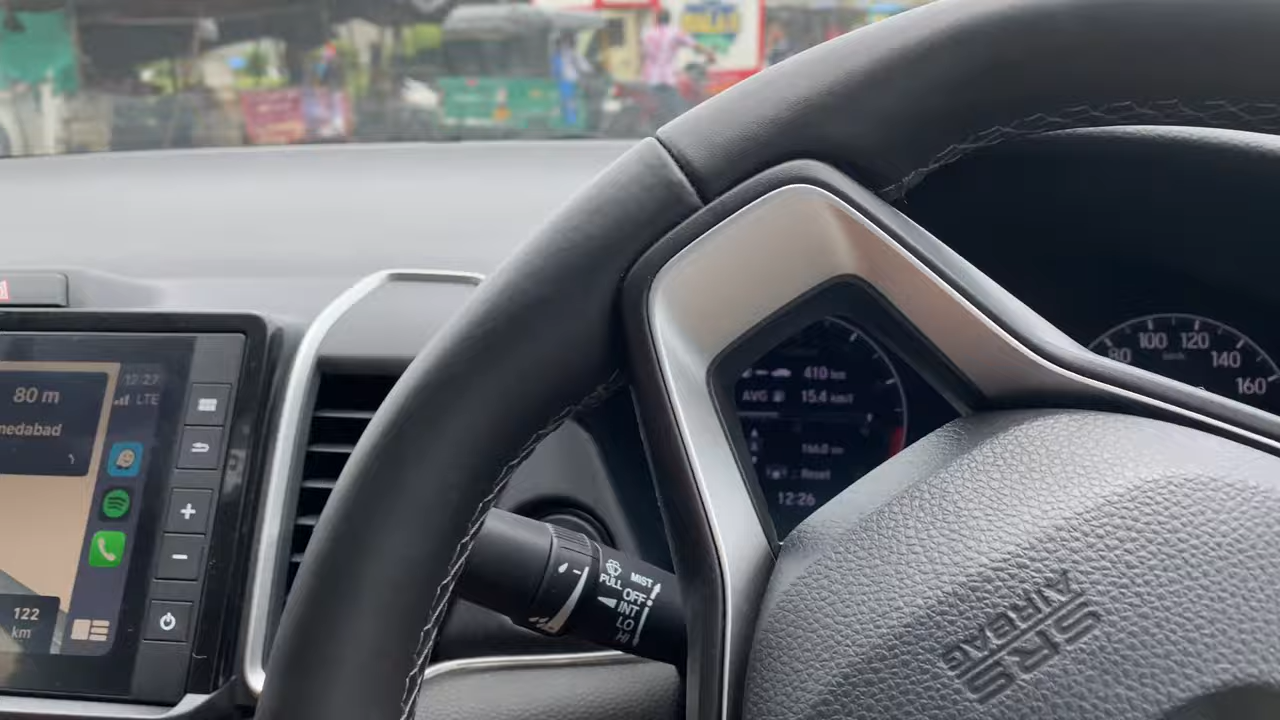 80 m
nedabad
12:27
LTE
122
km
410 km
AVG
15.4 km/l
: Reset
12:26
80
100
120
140
160
km/h
PULL
MIST
OFF
INT
LO
HI
SRS
AIRBAG